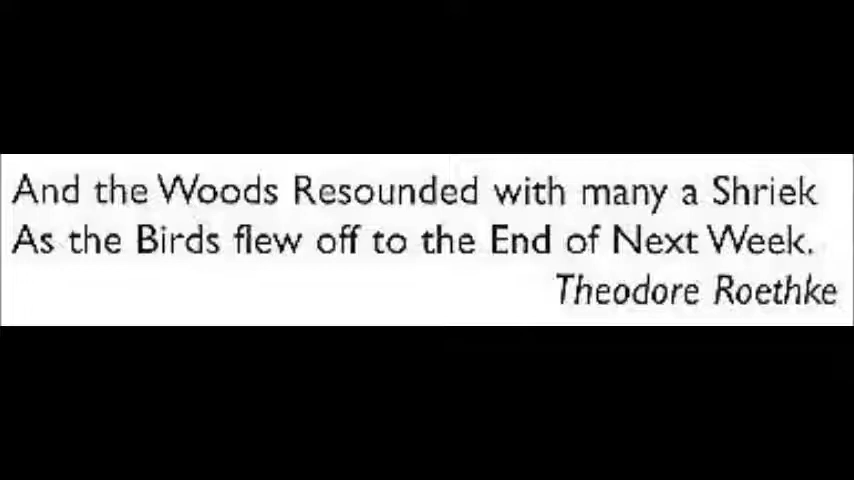 And the Woods Resounded with many a Shriek
As the Birds flew off to the End of Next Week.
Theodore Roethke